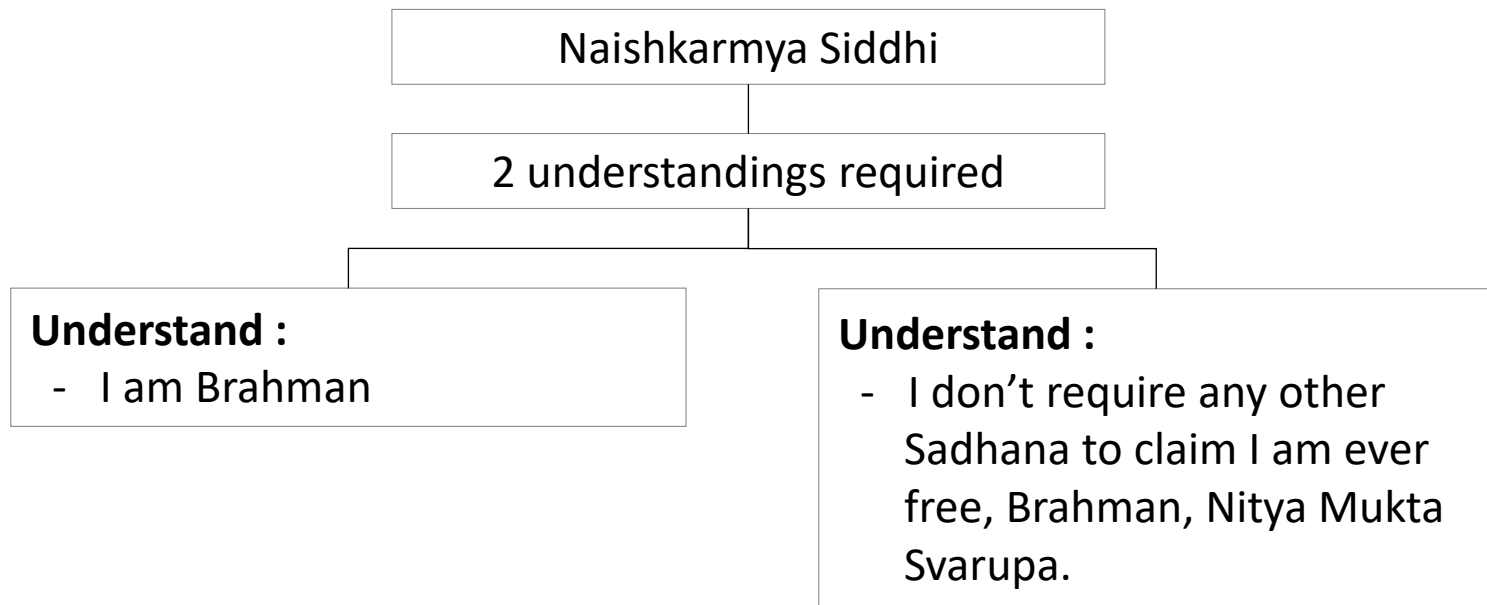 Naishkarmya Siddhi
2 understandings required
Understand :
- I am Brahman
Understand :
- I don’t require any other
Sadhana to claim I am ever
free, Brahman, Nitya Mukta
Svarupa.